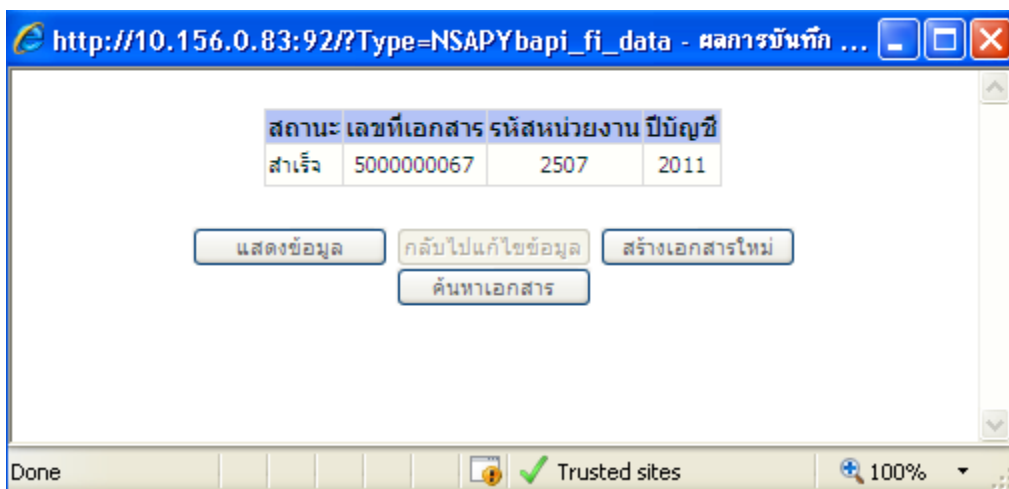 http://10.156.0.83:92/?Type=NSAPYbapi_fi_data - ผลการบันทึก ...
สถานะ เลขที่เอกสาร รหัสหน่วยงาน ปีบัญชี
สำเร็จ 5000000067 2507 2011
แสดงข้อมูล กลับไปแก้ไขข้อมูล สร้างเอกสารใหม่
ค้นหาเอกสาร
Done Trusted sites 100%